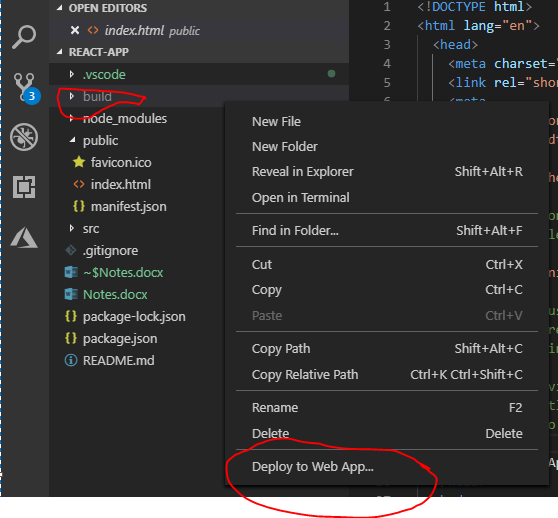 OPEN EDITORS
index.html public
REACT-APP
.vscode
build
node_modules
public
favicon.ico
index.html
manifest.json
src
.gitignore
~$Notes.docx
Notes.docx
package-lock.json
package.json
README.md
3
New File
New Folder
Reveal in Explorer Shift+Alt+R
Open in Terminal
Find in Folder... Shift+Alt+F
Cut Ctrl+X
Copy Ctrl+C
Paste Ctrl+V
Copy Path Shift+Alt+C
Copy Relative Path Ctrl+K Ctrl+Shift+C
Rename F2
Delete Delete
Deploy to Web App...
1 <!DOCTYPE html>
2 <html lang="en">
3 <head>
4 <meta charset="
5 <link rel="shor
6 <meta